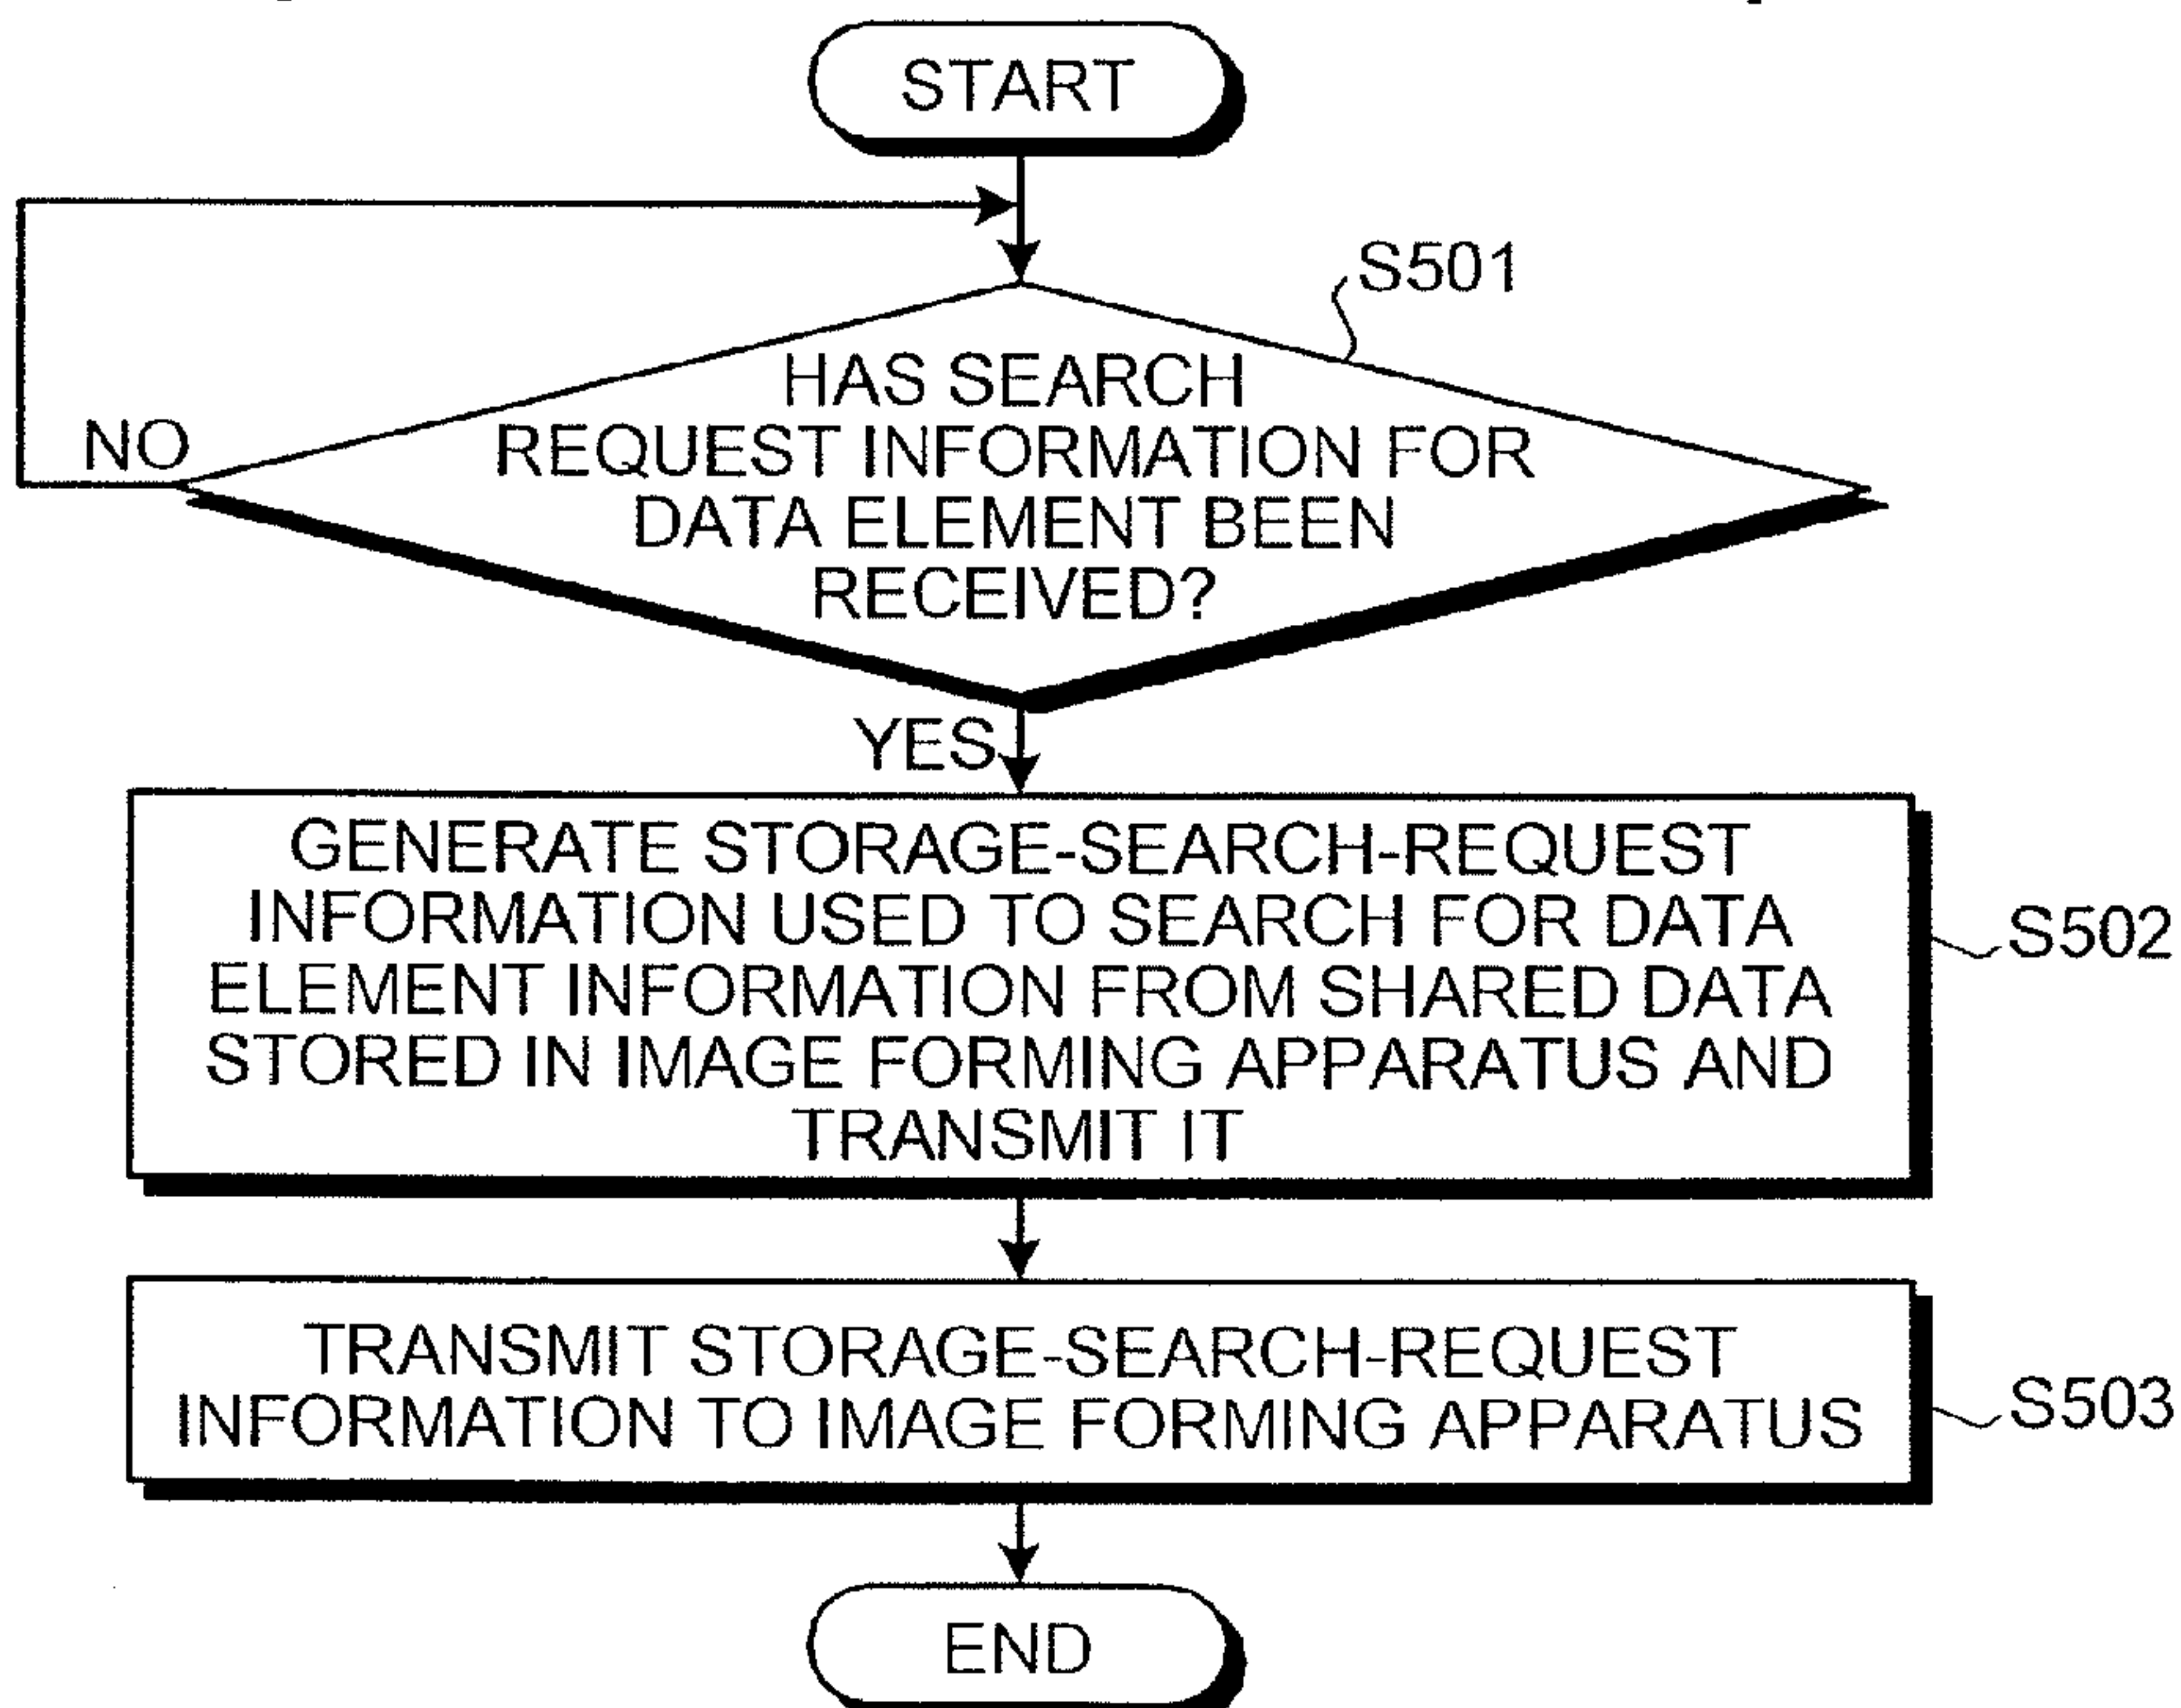 START
S501
HAS SEARCH
REQUEST INFORMATION FOR
DATA ELEMENT BEEN
RECEIVED?
NO
YES
GENERATE STORAGE-SEARCH-REQUEST
INFORMATION USED TO SEARCH FOR DATA
ELEMENT INFORMATION FROM SHARED DATA
STORED IN IMAGE FORMING APPARATUS AND
TRANSMIT IT
S502
TRANSMIT STORAGE-SEARCH-REQUEST
INFORMATION TO IMAGE FORMING APPARATUS
S503
END